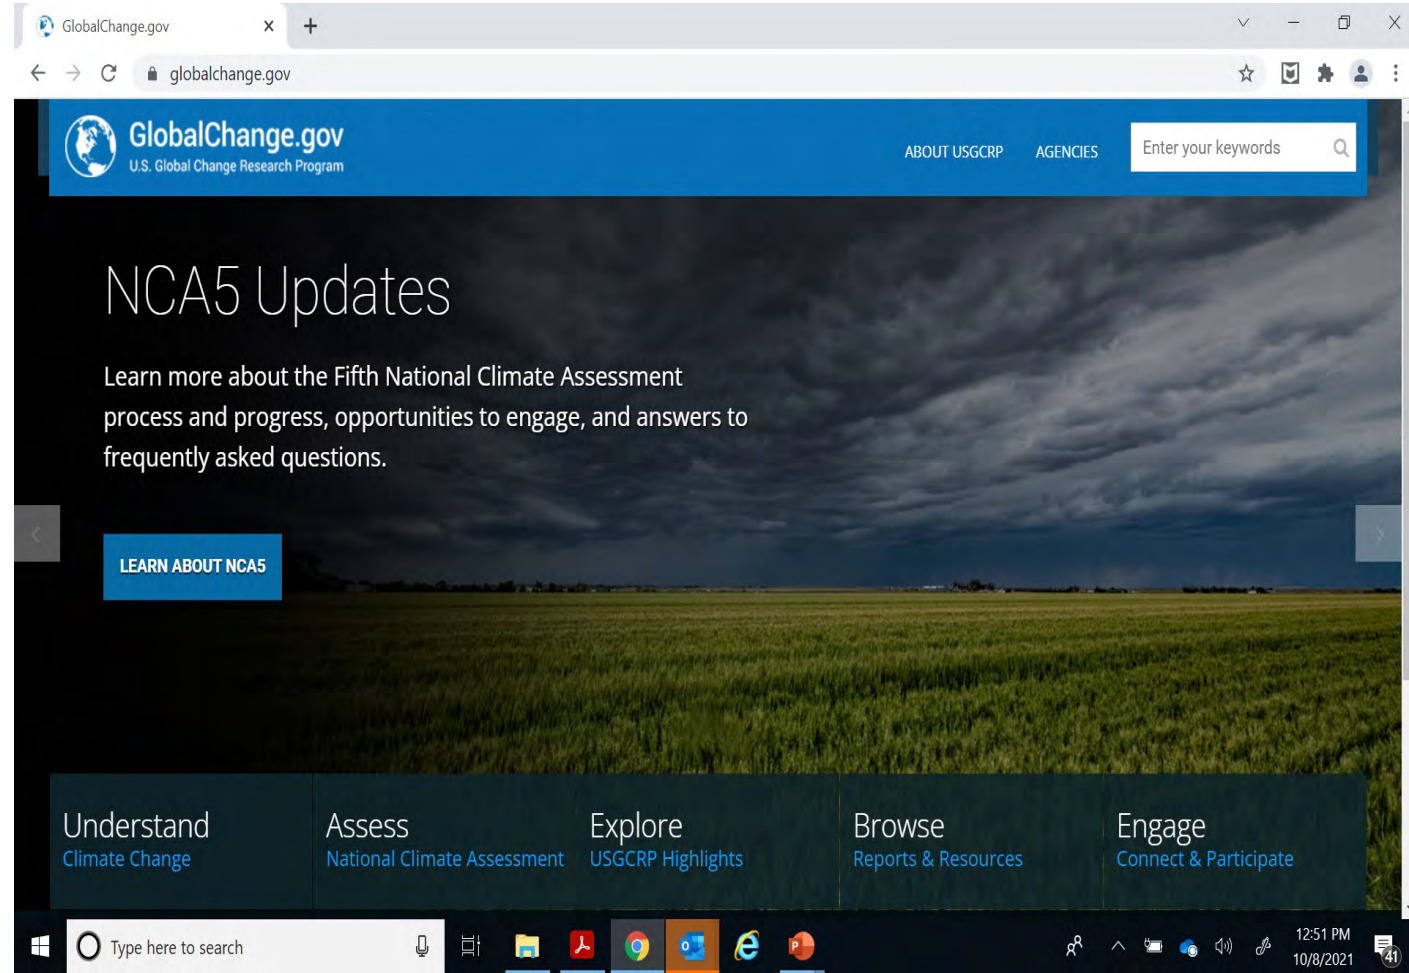 GlobalChange.gov
globalchange.gov
GlobalChange.gov
U.S. Global Change Research Program
ABOUT USGCRP
AGENCIES
Enter your keywords
NCA5 Updates
Learn more about the Fifth National Climate Assessment
process and progress, opportunities to engage, and answers to
frequently asked questions.
LEARN ABOUT NCA5
Understand
Climate Change
Assess
National Climate Assessment
Explore
USGCRP Highlights
Browse
Reports & Resources
Engage
Connect & Participate
Type here to search
12:51 PM
10/8/2021
41